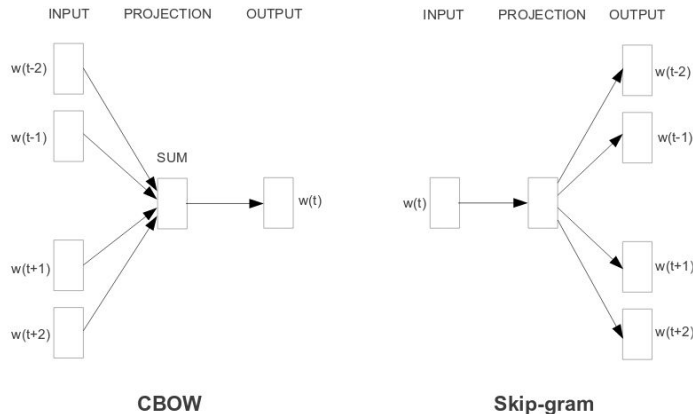 INPUT PROJECTION OUTPUT
w(t-2)
w(t-1)
SUM
w(t)
w(t+1)
w(t+2)
CBOW
INPUT PROJECTION OUTPUT
w(t-2)
w(t-1)
w(t)
w(t+1)
w(t+2)
Skip-gram